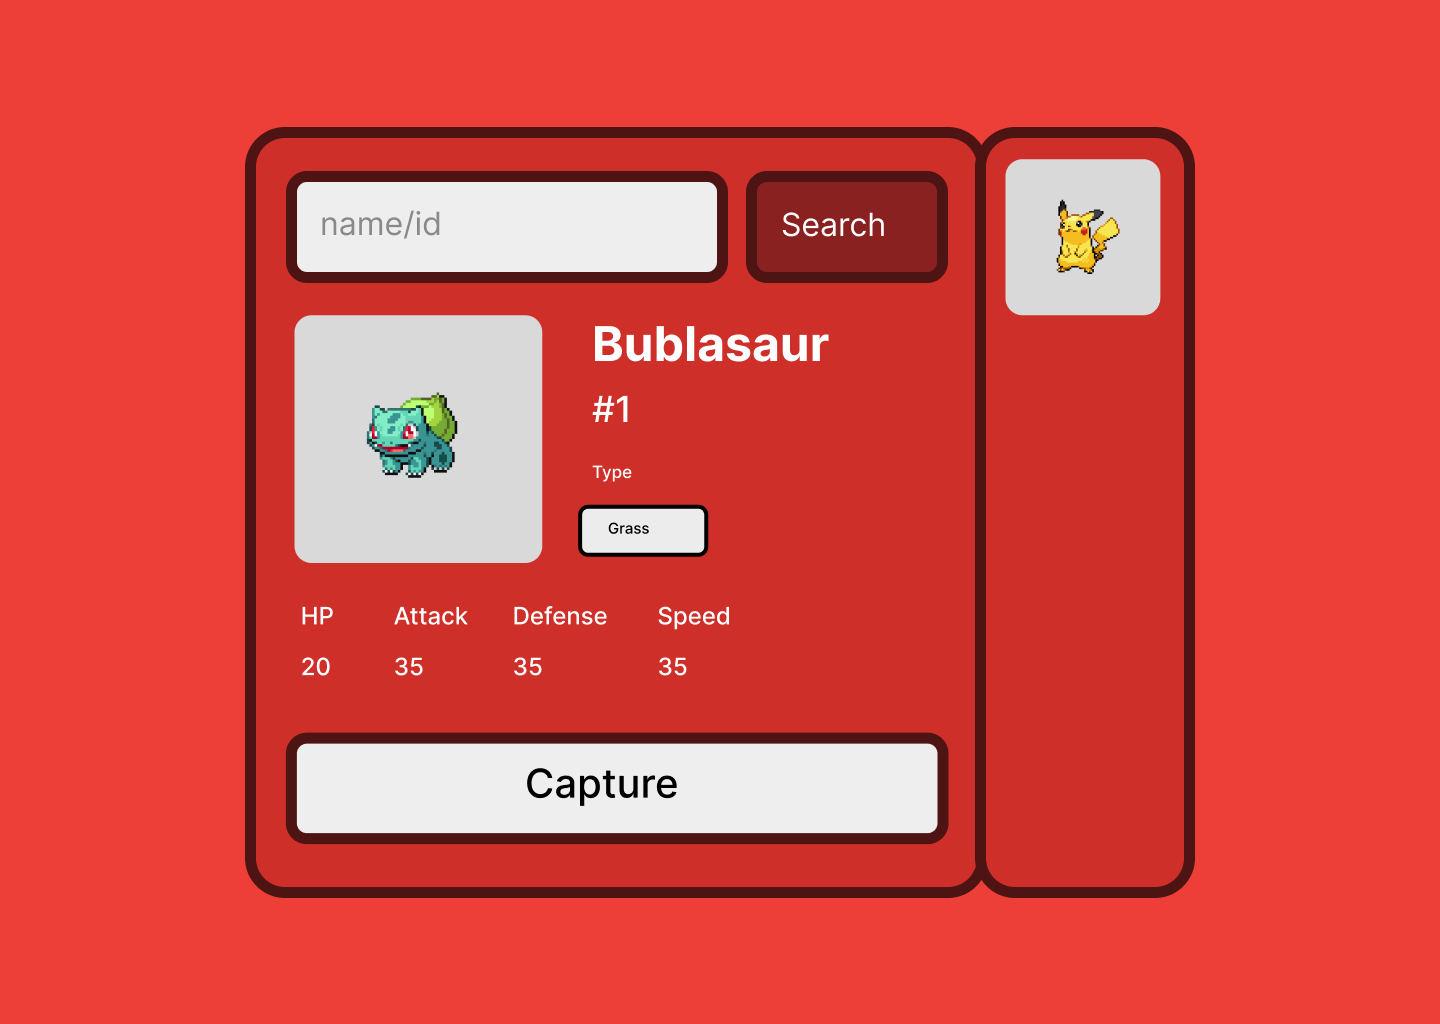 name/id
Search
Bublasaur
#1
Type
Grass
HP Attack Defense Speed
20 35 35 35
Capture